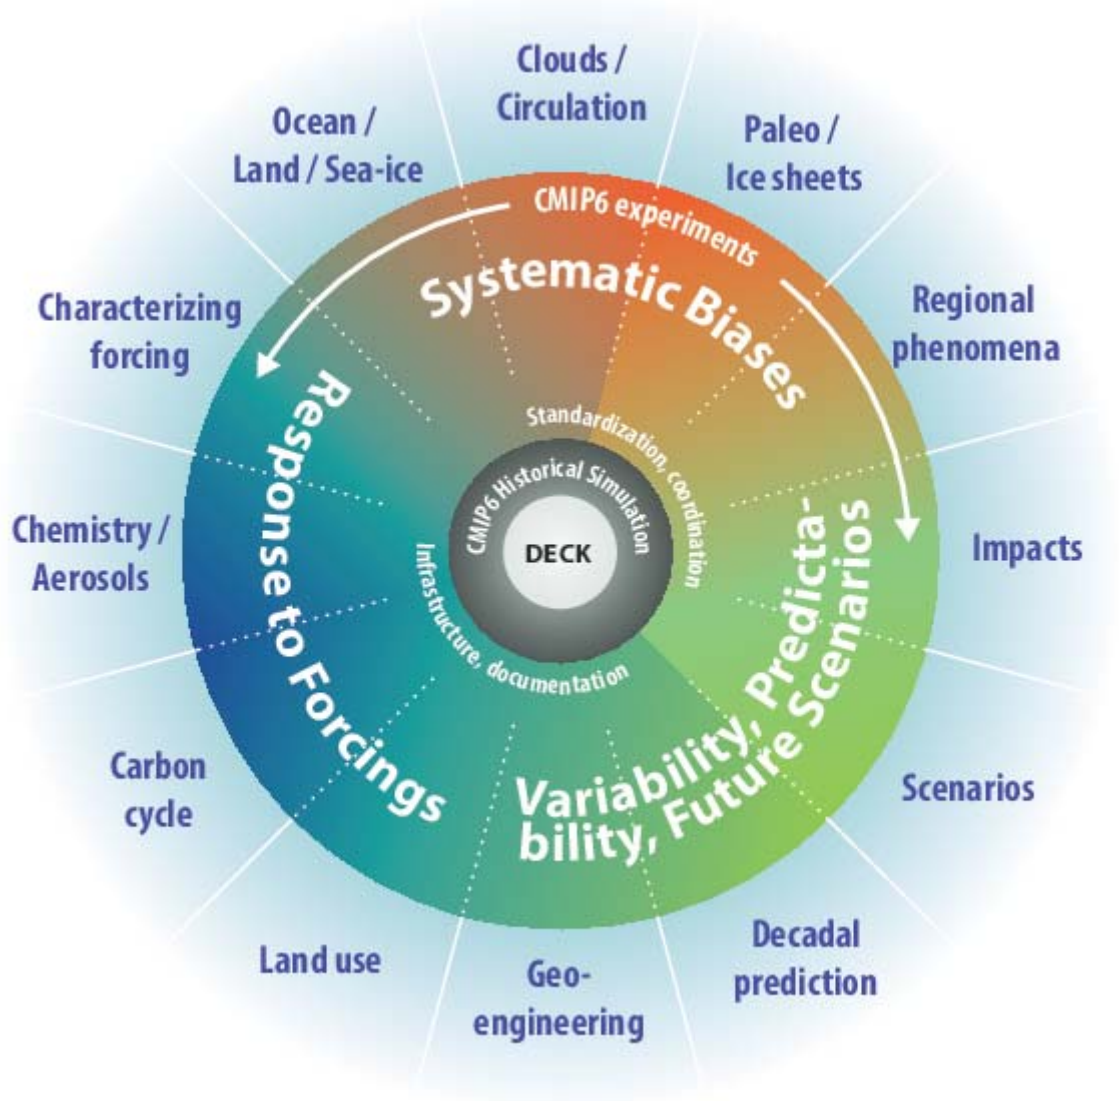 Clouds /
Circulation
Paleo /
Ice sheets
Regional
phenomena
Impacts
Scenarios
Decadal
prediction
Geo-
engineering
Land use
Carbon
cycle
Chemistry /
Aerosols
Characterizing
forcing
Ocean /
Land / Sea-ice
CMIP6 experiments
Systematic Biases
Variability, Predicta-
bility, Future Scenarios
Response to Forcings
Standardization, coordination
Infrastructure, documentation
CMIP6 Historical Simulation
DECK